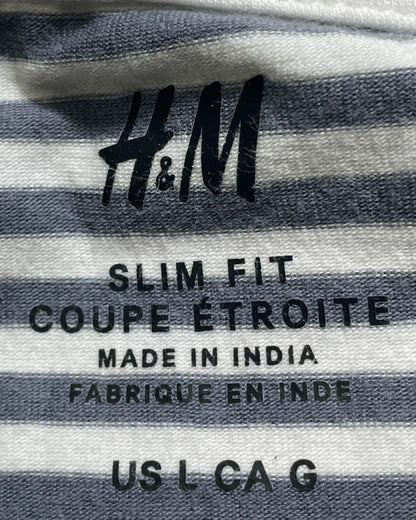 H&M
SLIM FIT
COUPE ÉTROITE
MADE IN INDIA
FABRIQUE EN INDE
US L CA G